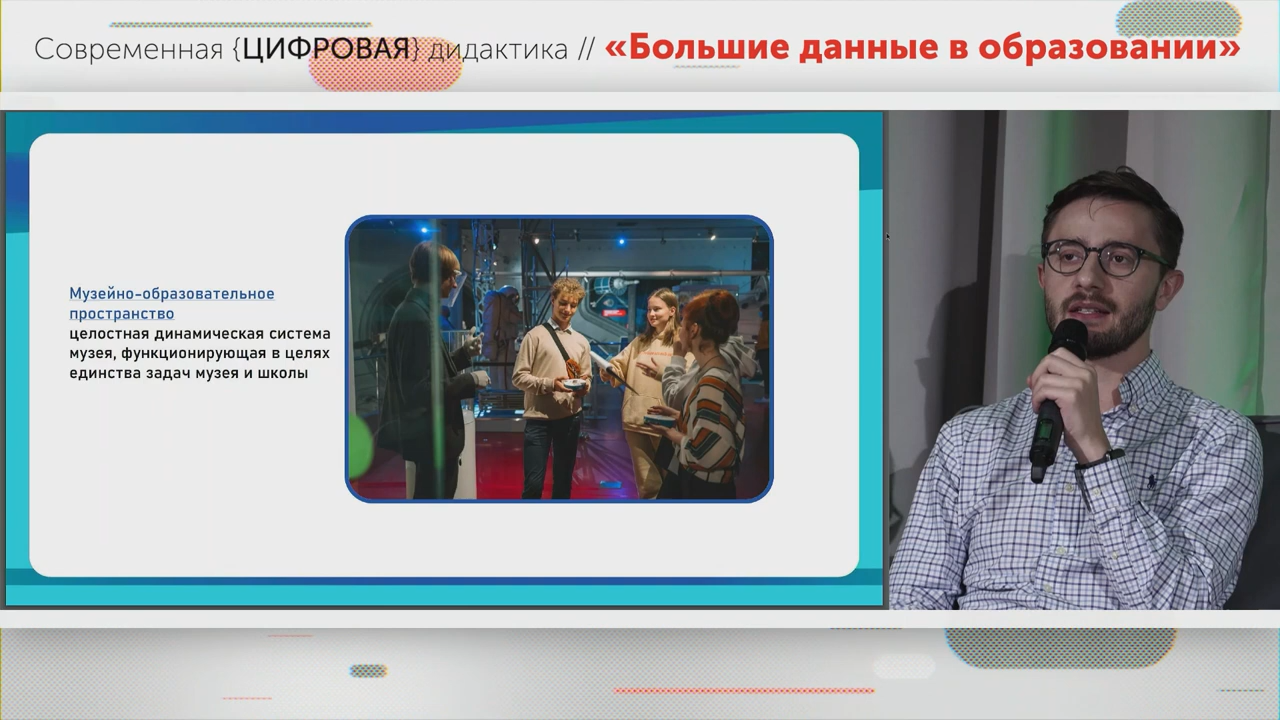 Современная {ЦИФРОВАЯ} дидактика // «Большие данные в образовании»
Музейно-образовательное
пространство
целостная динамическая система
музея, функционирующая в целях
единства задач музея и школы